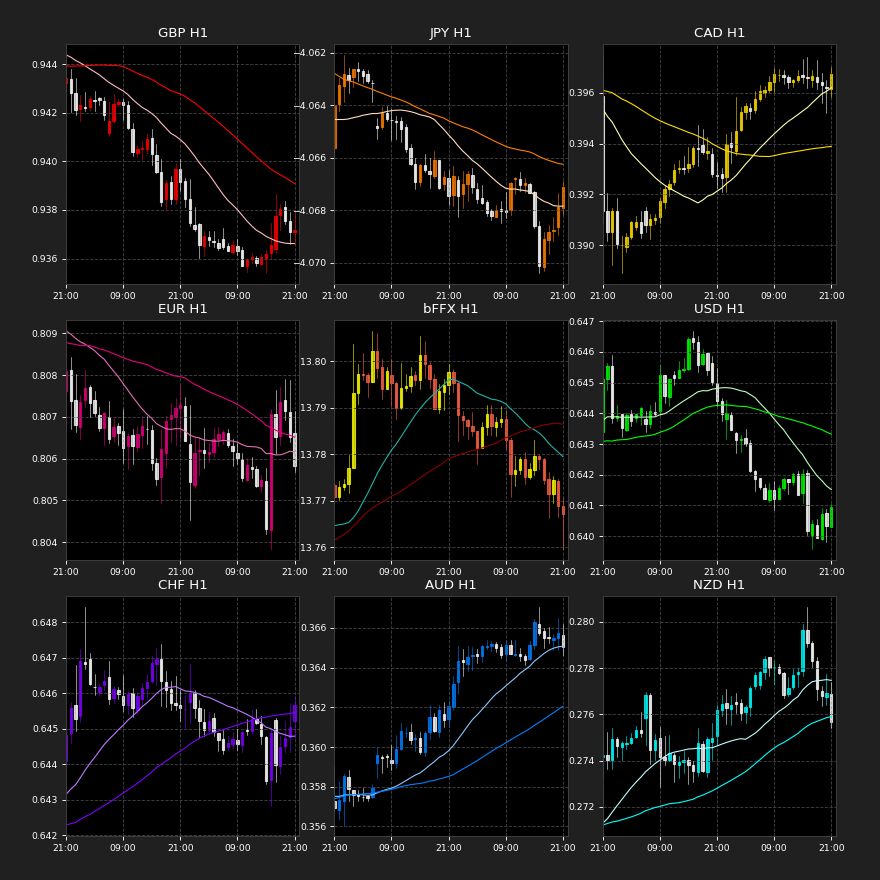 GBP H1
0.944
0.942
0.940
0.938
0.936
21:00 09:00 21:00 09:00 21:00
JPY H1
−4.062
−4.064
−4.066
−4.068
−4.070
21:00 09:00 21:00 09:00 21:00
CAD H1
0.396
0.394
0.392
0.390
21:00 09:00 21:00 09:00 21:00
EUR H1
0.809
0.808
0.807
0.806
0.805
0.804
21:00 09:00 21:00 09:00 21:00
bFFX H1
13.80
13.79
13.78
13.77
13.76
21:00 09:00 21:00 09:00 21:00
USD H1
0.647
0.646
0.645
0.644
0.643
0.642
0.641
0.640
21:00 09:00 21:00 09:00 21:00
CHF H1
0.648
0.647
0.646
0.645
0.644
0.643
0.642
21:00 09:00 21:00 09:00 21:00
AUD H1
0.366
0.364
0.362
0.360
0.358
0.356
21:00 09:00 21:00 09:00 21:00
NZD H1
0.280
0.278
0.276
0.274
0.272
21:00 09:00 21:00 09:00 21:00